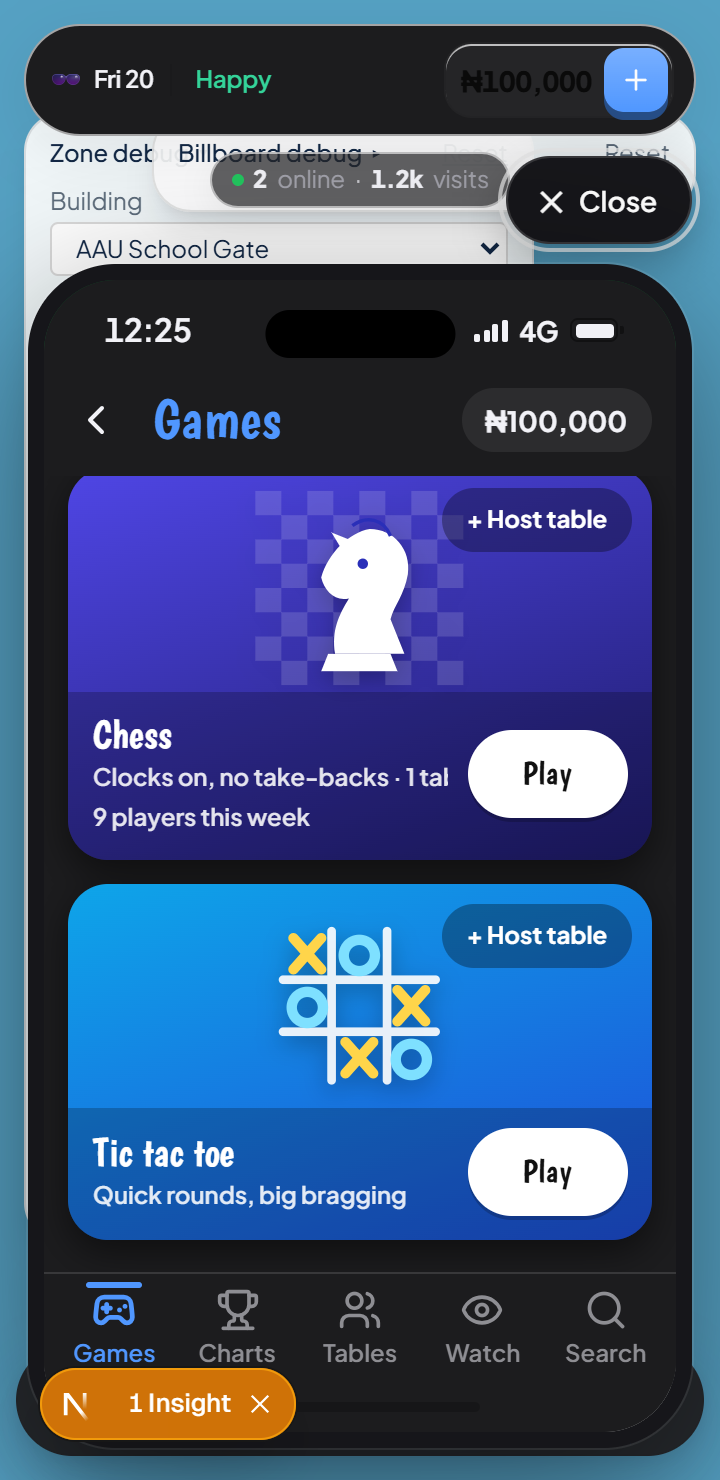 Fri 20 Happy ₦100,000 +
Zone debug Billboard debug Reset Reset
2 online · 1.2k visits
Close
Building
AAU School Gate
12:25 4G
Games ₦100,000
+ Host table
Chess
Clocks on, no take-backs · 1 tab
9 players this week
Play
+ Host table
Tic tac toe
Quick rounds, big bragging
Play
Games Charts Tables Watch Search
N 1 Insight